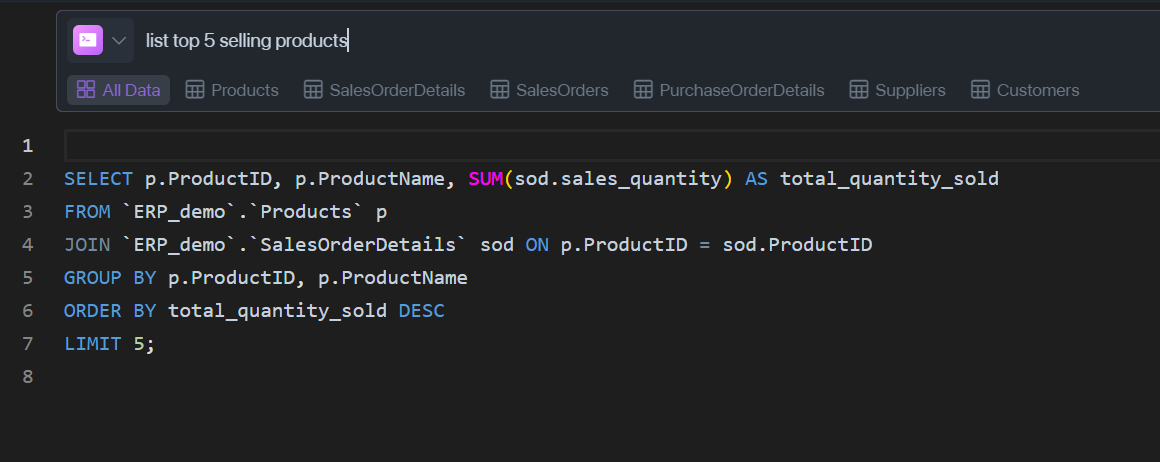 list top 5 selling products
All Data Products SalesOrderDetails SalesOrders PurchaseOrderDetails Suppliers Customers
1
2 SELECT p.ProductID, p.ProductName, SUM(sod.sales_quantity) AS total_quantity_sold
3 FROM `ERP_demo`.`Products` p
4 JOIN `ERP_demo`.`SalesOrderDetails` sod ON p.ProductID = sod.ProductID
5 GROUP BY p.ProductID, p.ProductName
6 ORDER BY total_quantity_sold DESC
7 LIMIT 5;
8